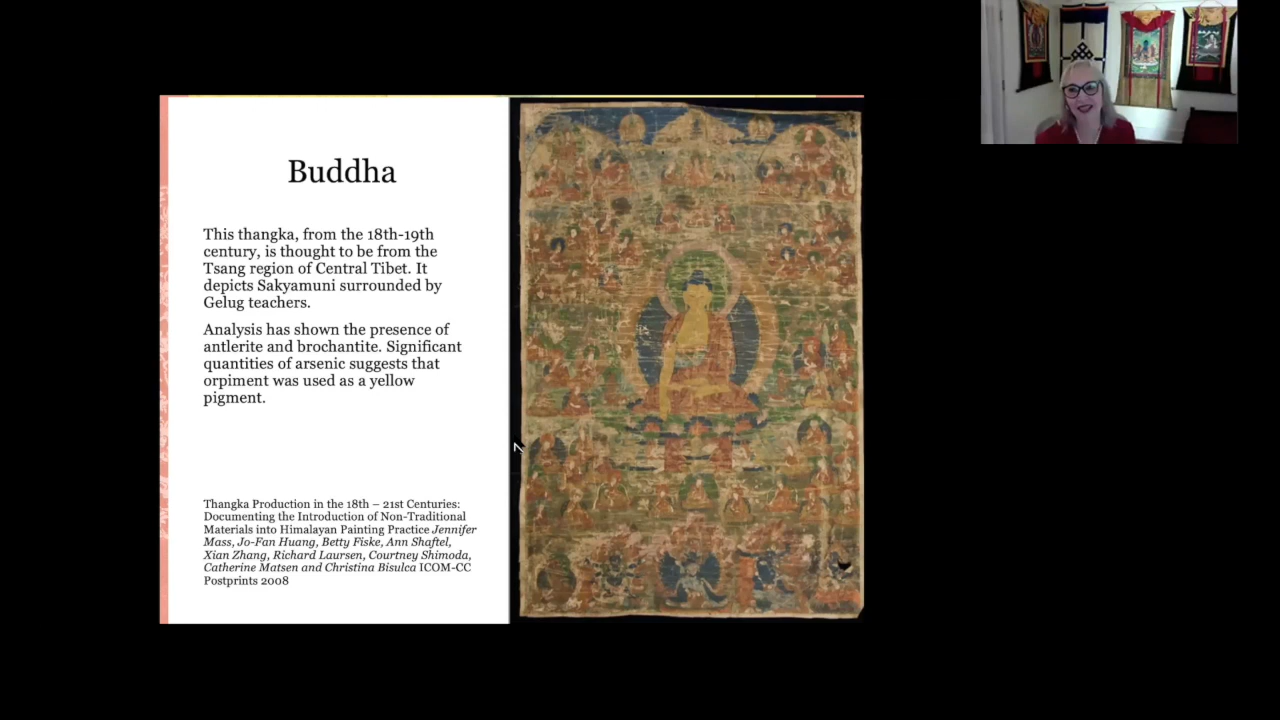 Buddha
This thangka, from the 18th-19th
century, is thought to be from the
Tsang region of Central Tibet. It
depicts Sakyamuni surrounded by
Gelug teachers.
Analysis has shown the presence of
antlerite and brochantite. Significant
quantities of arsenic suggests that
orpiment was used as a yellow
pigment.
Thangka Production in the 18th – 21st Centuries:
Documenting the Introduction of Non-Traditional
Materials into Himalayan Painting Practice Jennifer
Mass, Jo-Fan Huang, Betty Fiske, Ann Shaftel,
Xian Zhang, Richard Laursen, Courtney Shimoda,
Catherine Matsen and Christina Bisulca ICOM-CC
Postprints 2008